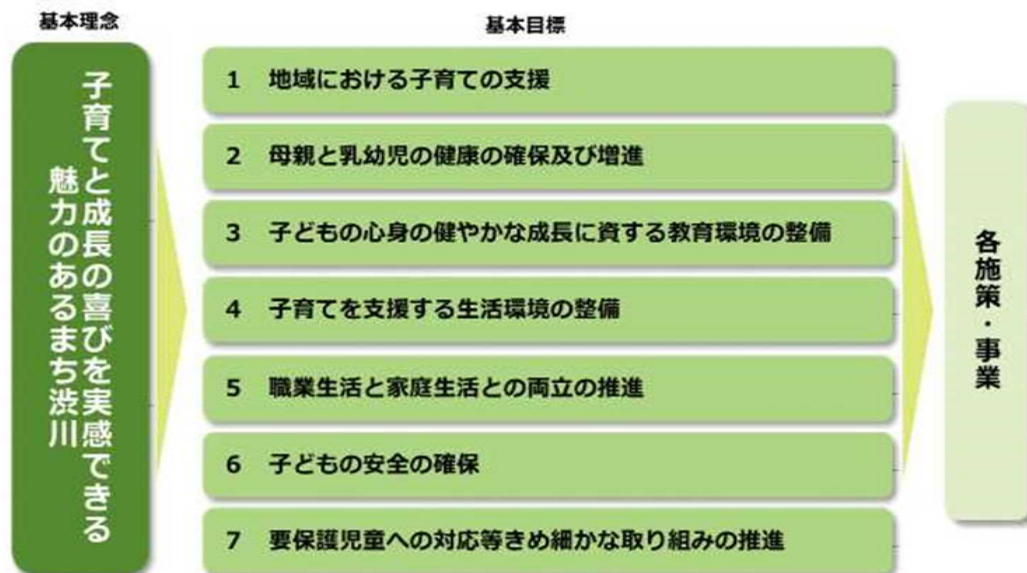 基本理念
子育てと成長の喜びを実感できる
魅力のあるまち渋川
基本目標
1 地域における子育ての支援
2 母親と乳幼児の健康の確保及び増進
3 子どもの心身の健やかな成長に資する教育環境の整備
4 子育てを支援する生活環境の整備
5 職業生活と家庭生活との両立の推進
6 子どもの安全の確保
7 要保護児童への対応等きめ細かな取り組みの推進
各施策・事業